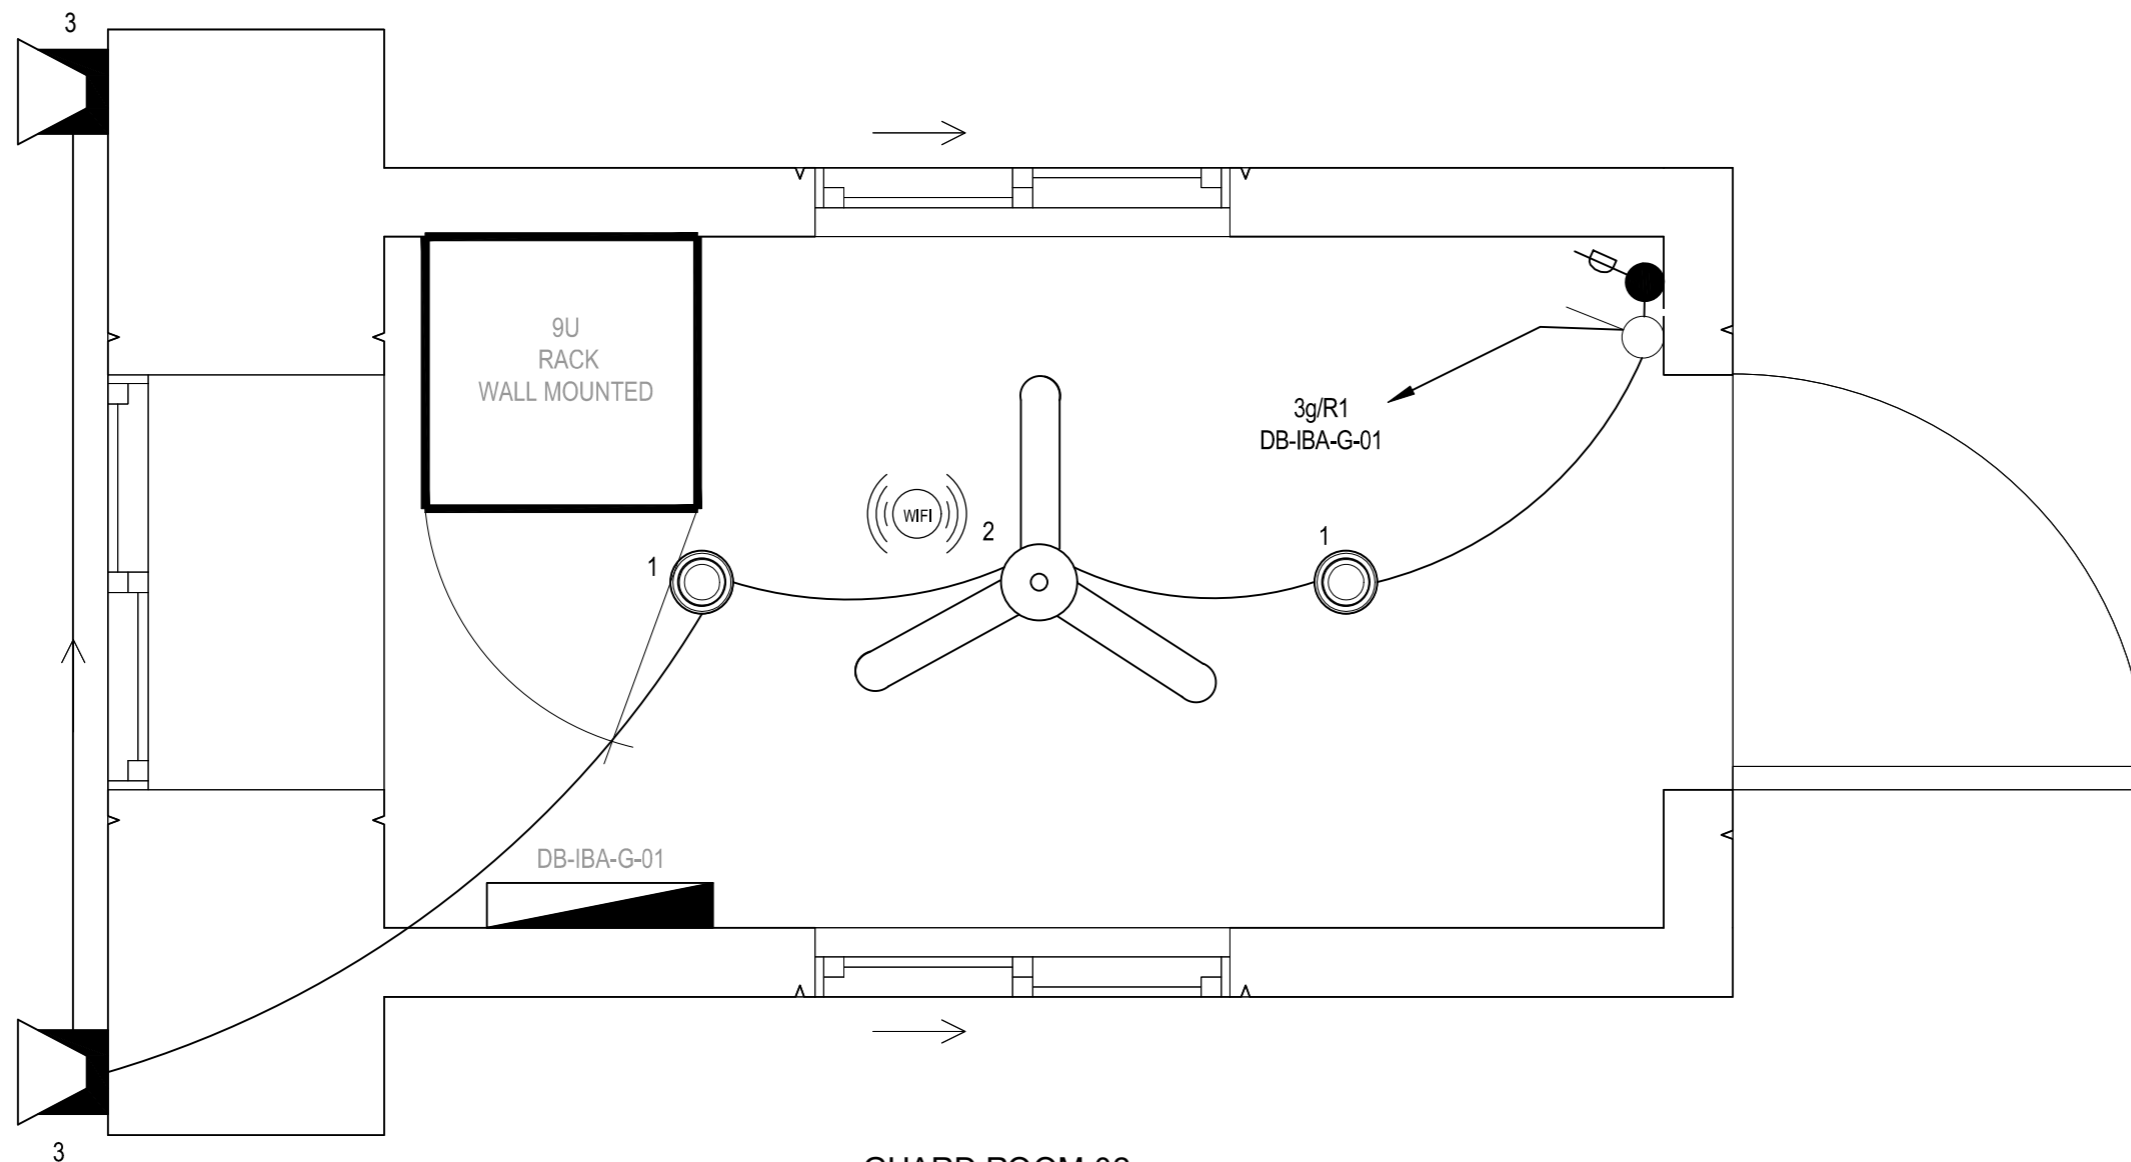 3
9U
RACK
WALL MOUNTED
3g/R1
DB-IBA-G-01
WIFI
2
1
1
DB-IBA-G-01
3